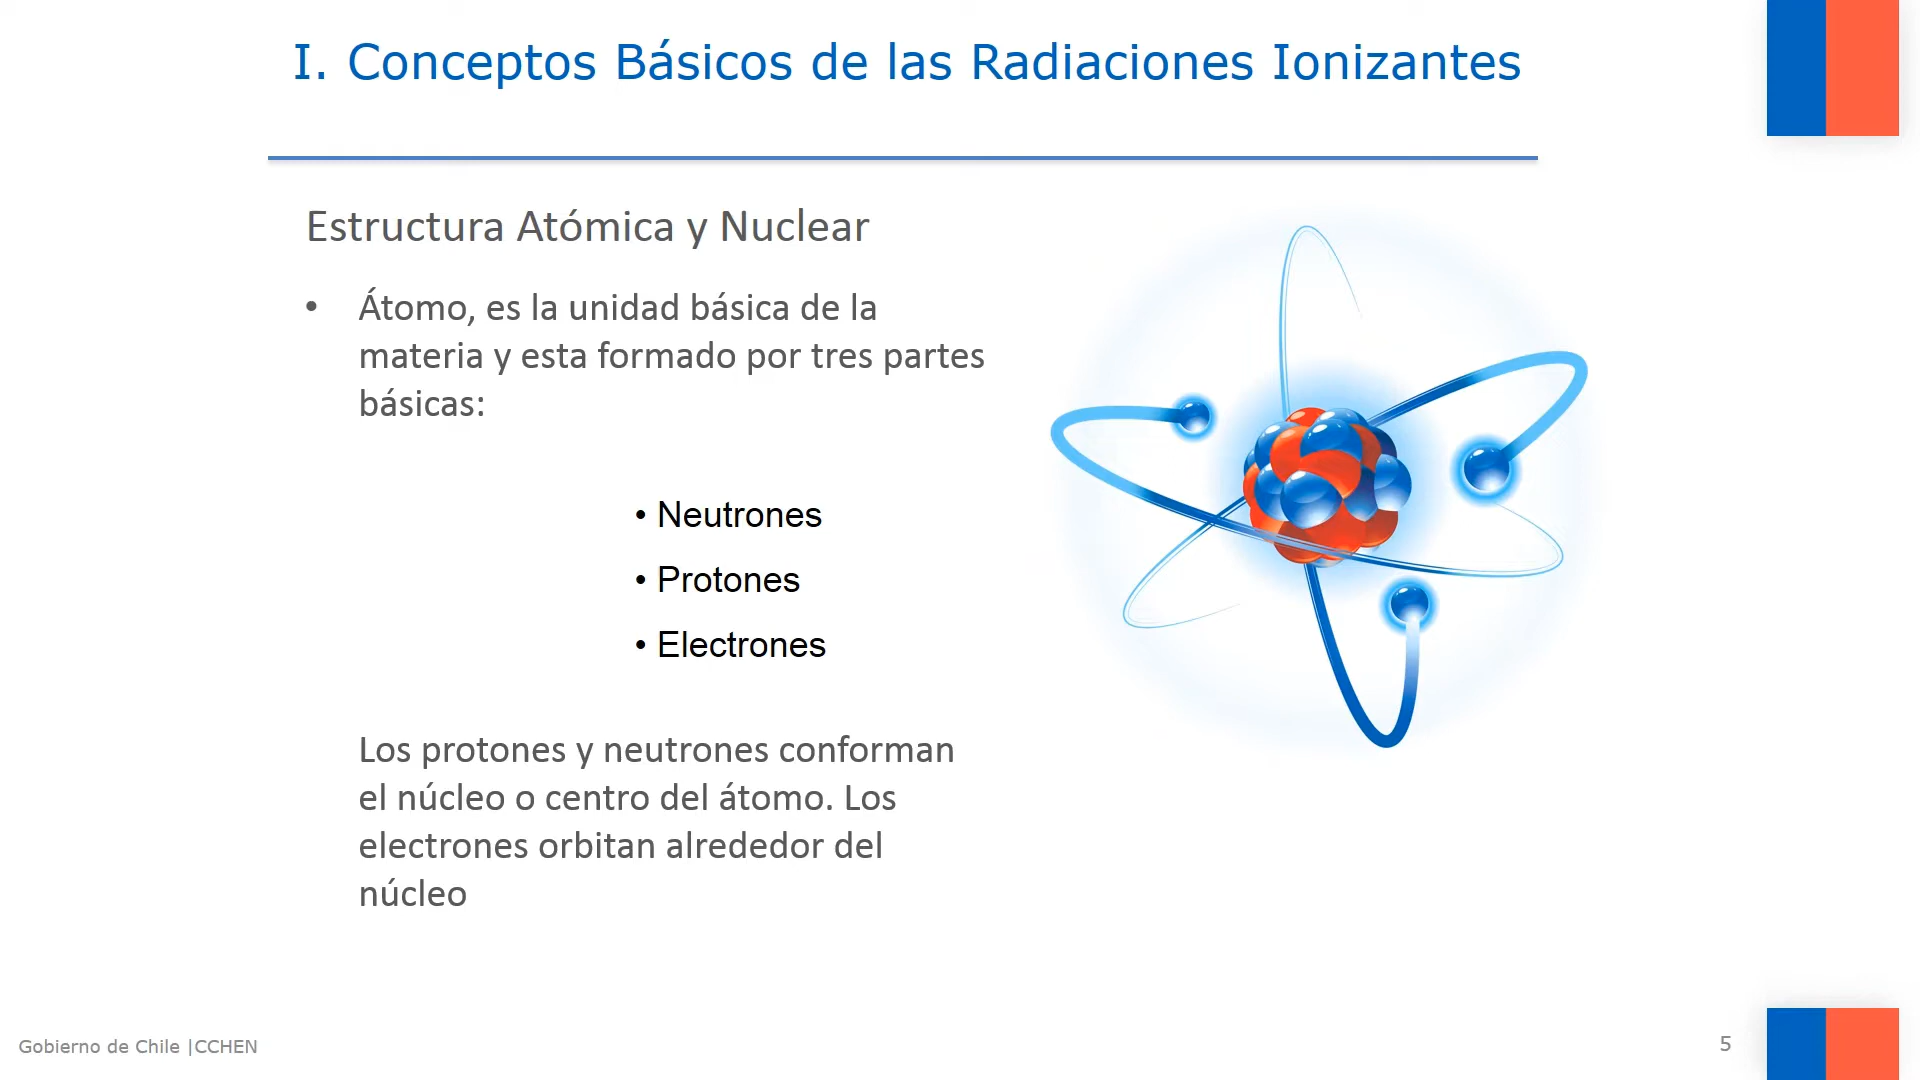 I. Conceptos Básicos de las Radiaciones Ionizantes
Estructura Atómica y Nuclear
• Átomo, es la unidad básica de la
materia y esta formado por tres partes
básicas:
• Neutrones
• Protones
• Electrones
Los protones y neutrones conforman
el núcleo o centro del átomo. Los
electrones orbitan alrededor del
núcleo
Gobierno de Chile |CCHEN
5